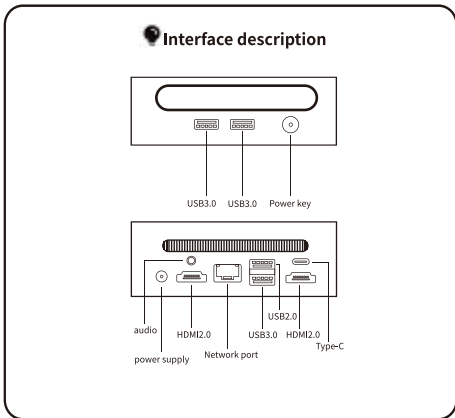 Interface description
USB3.0 USB3.0 Power key
audio
HDMI2.0
USB2.0
USB3.0 HDMI2.0
power supply
Network port
Type-C